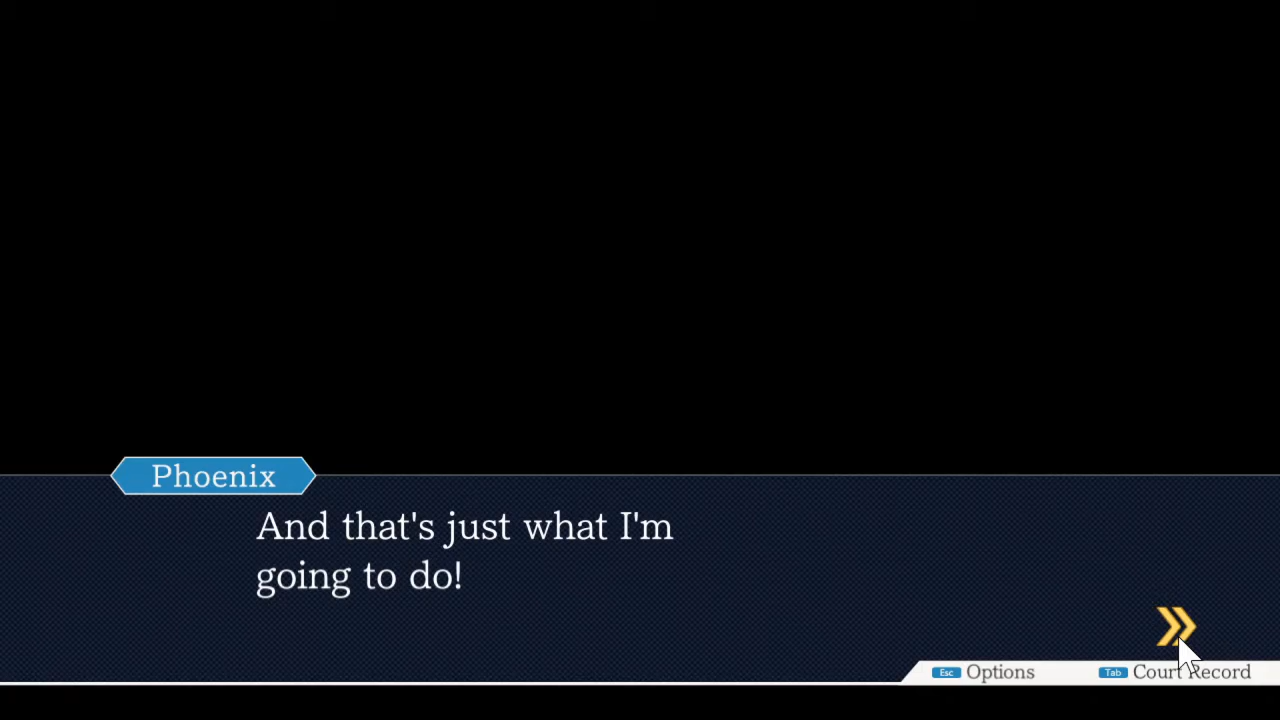 Phoenix
And that's just what I'm
going to do!
Esc Options Tab Court Record